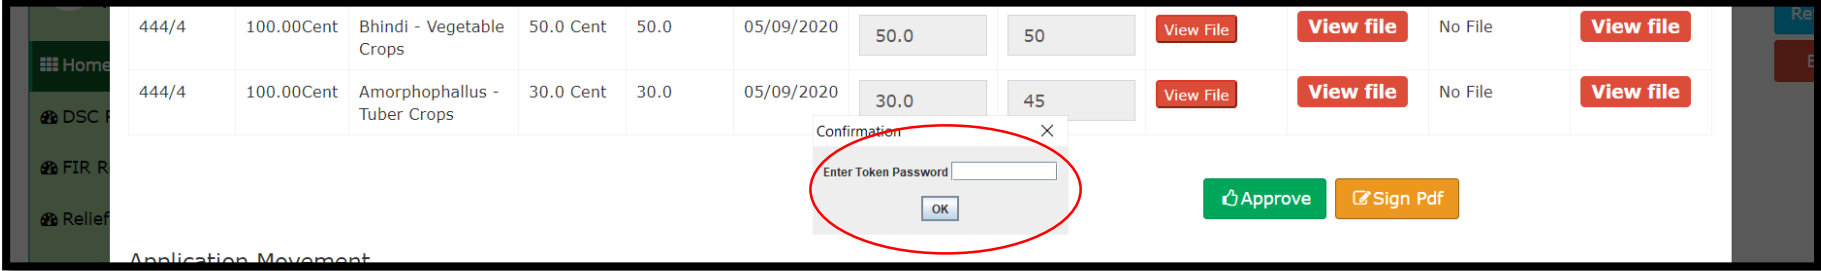 444/4 100.00Cent Bhindi - Vegetable Crops 50.0 Cent 50.0 05/09/2020 50.0 50 View File View file No File View file
Home
444/4 100.00Cent Amorphophallus - Tuber Crops 30.0 Cent 30.0 05/09/2020 30.0 45 View File View file No File View file
DSC
Confirmation
FIR R
Enter Token Password
Approve Sign Pdf
OK
Relief
Application Movement